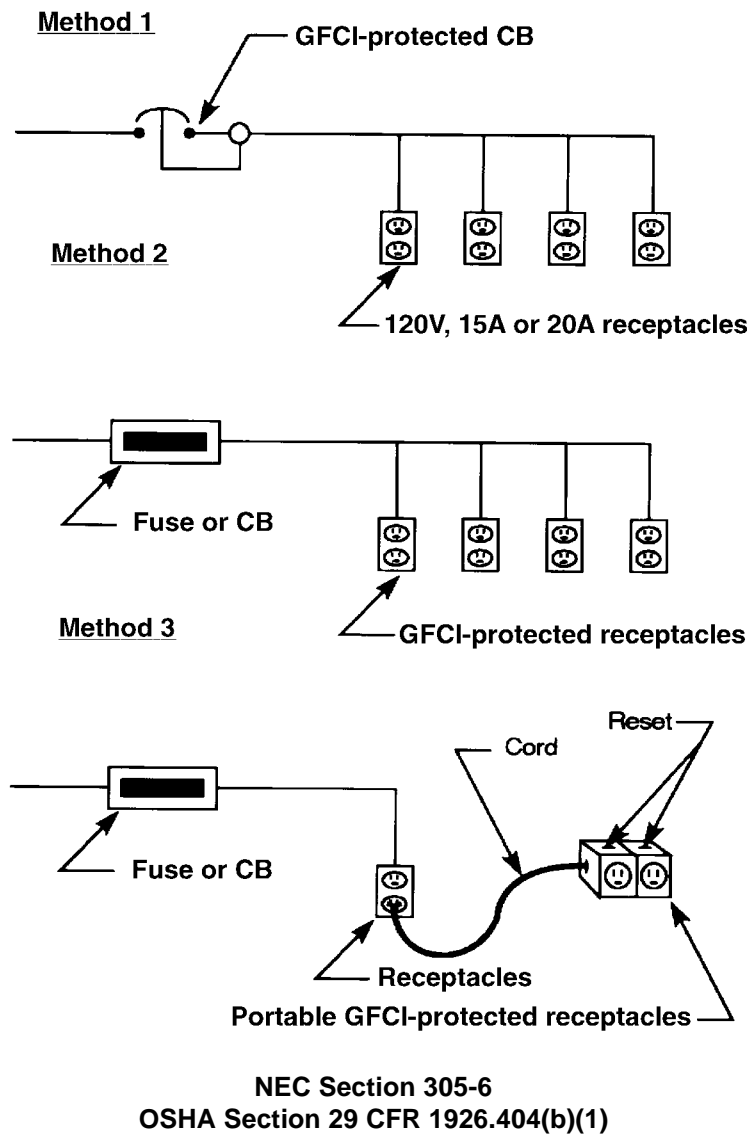 Method 1
GFCI-protected CB
Method 2
120V, 15A or 20A receptacles
Fuse or CB
Method 3
GFCI-protected receptacles
Reset
Cord
Fuse or CB
Receptacles
Portable GFCI-protected receptacles
NEC Section 305-6
OSHA Section 29 CFR 1926.404(b)(1)